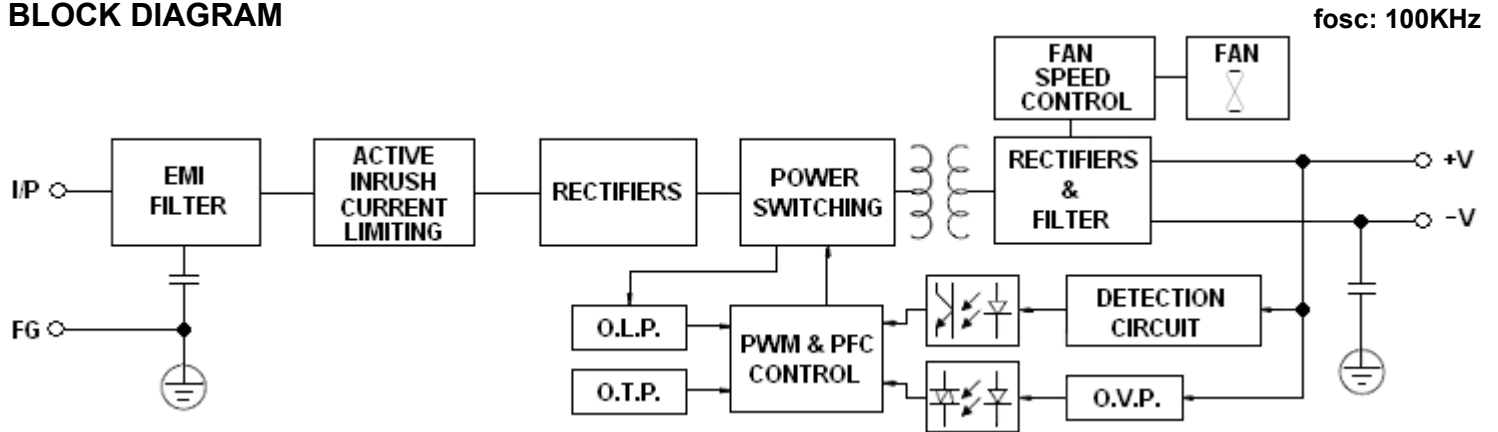 BLOCK DIAGRAM
fosc: 100KHz
FAN
SPEED
CONTROL
FAN
I/P
EMI
FILTER
ACTIVE
INRUSH
CURRENT
LIMITING
RECTIFIERS
POWER
SWITCHING
RECTIFIERS
&
FILTER
+V
-V
FG
O.L.P.
O.T.P.
PWM & PFC
CONTROL
DETECTION
CIRCUIT
O.V.P.